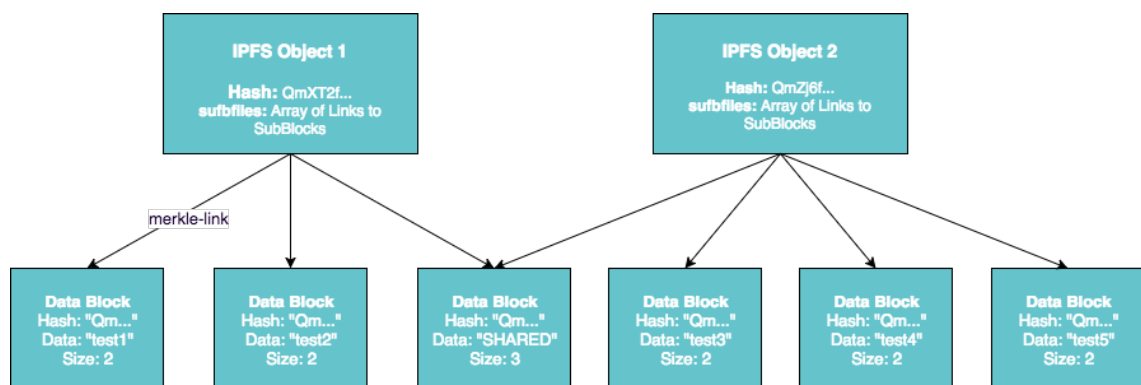 IPFS Object 1
Hash: QmXT2f...
sufbfiles: Array of Links to
SubBlocks
IPFS Object 2
Hash: QmZj6f...
sufbfiles: Array of Links to
SubBlocks
merkle-link
Data Block
Hash: "Qm..."
Data: "test1"
Size: 2
Data Block
Hash: "Qm..."
Data: "test2"
Size: 2
Data Block
Hash: "Qm..."
Data: "SHARED"
Size: 3
Data Block
Hash: "Qm..."
Data: "test3"
Size: 2
Data Block
Hash: "Qm..."
Data: "test4"
Size: 2
Data Block
Hash: "Qm..."
Data: "test5"
Size: 2